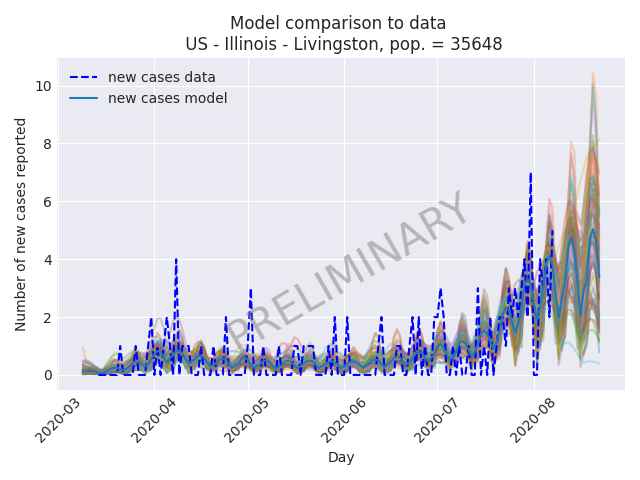 Model comparison to data
US - Illinois - Livingston, pop. = 35648
new cases data
new cases model
Number of new cases reported
10
8
6
4
2
0
PRELIMINARY
2020-03
2020-04
2020-05
2020-06
2020-07
2020-08
Day